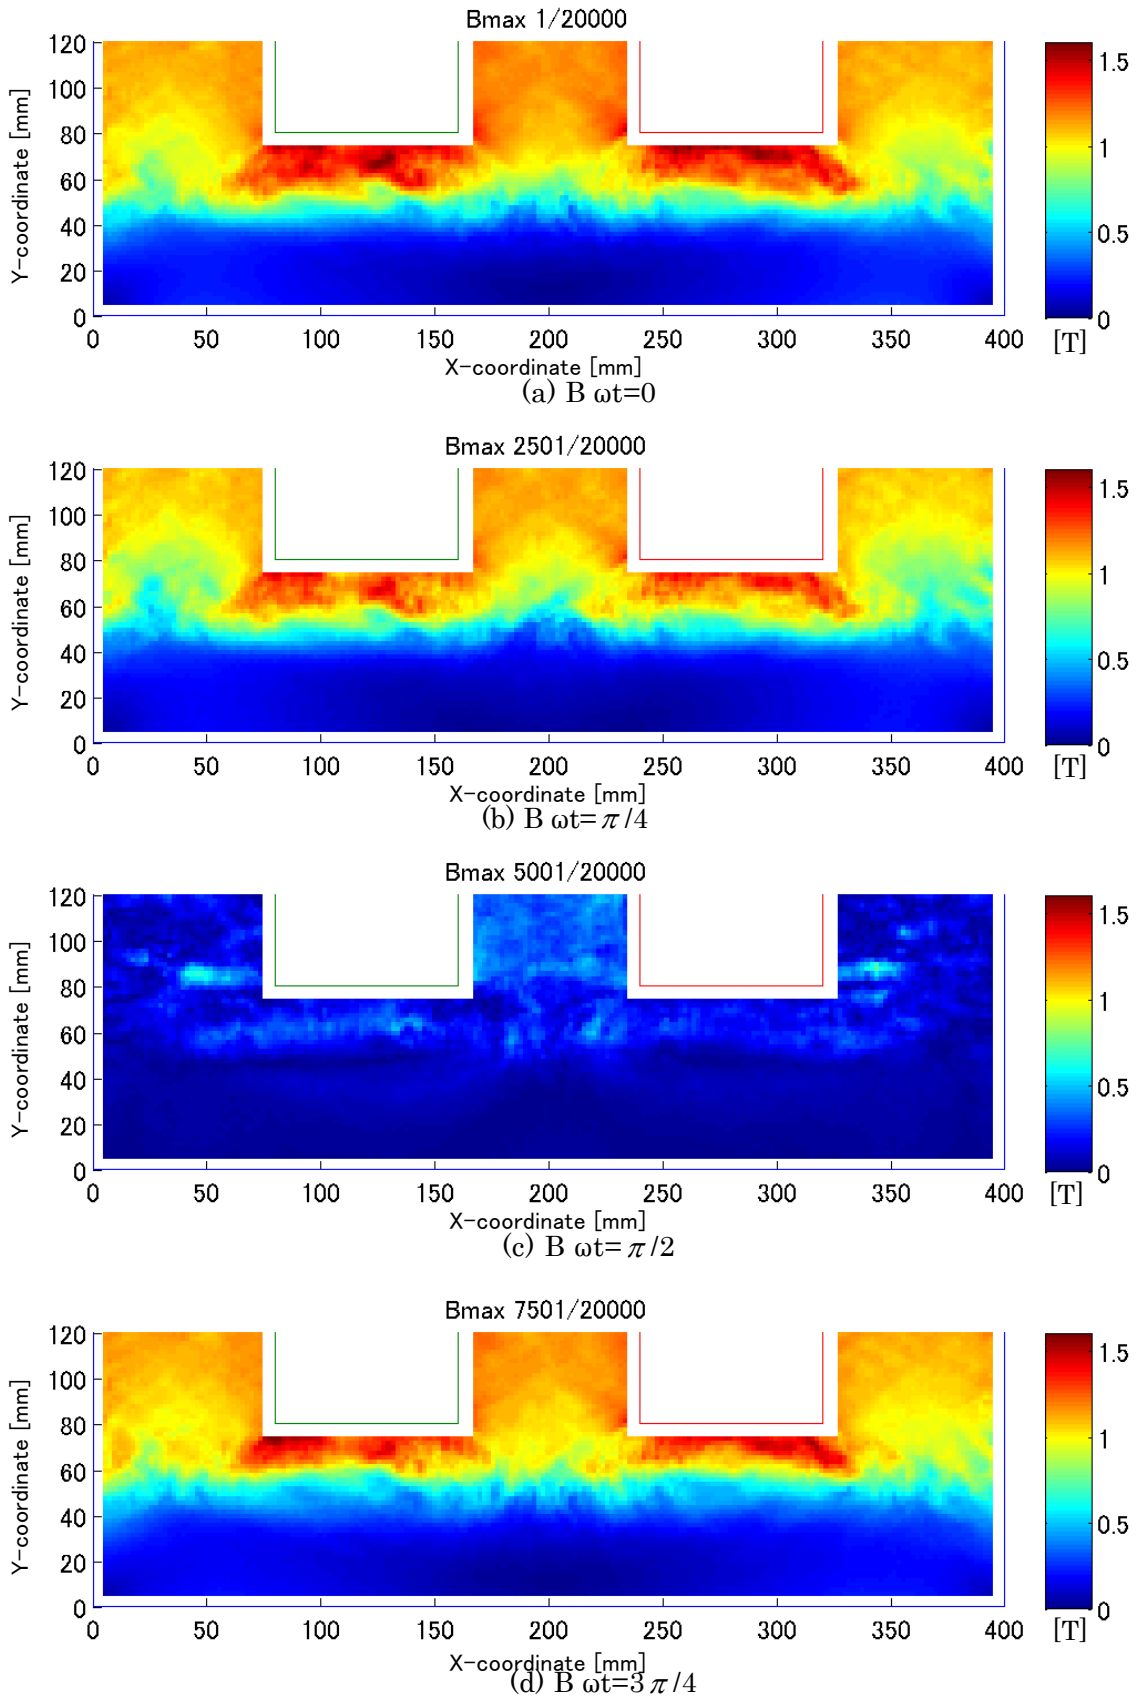 Bmax 1/20000
120
100
80
60
40
20
0
Y-coordinate [mm]
0 50 100 150 200 250 300 350 400
X-coordinate [mm]
1.5
1
0.5
0
[T]
(a) B ωt=0
Bmax 2501/20000
120
100
80
60
40
20
0
Y-coordinate [mm]
0 50 100 150 200 250 300 350 400
X-coordinate [mm]
1.5
1
0.5
0
[T]
(b) B ωt=π/4
Bmax 5001/20000
120
100
80
60
40
20
0
Y-coordinate [mm]
0 50 100 150 200 250 300 350 400
X-coordinate [mm]
1.5
1
0.5
0
[T]
(c) B ωt=π/2
Bmax 7501/20000
120
100
80
60
40
20
0
Y-coordinate [mm]
0 50 100 150 200 250 300 350 400
X-coordinate [mm]
1.5
1
0.5
0
[T]
(d) B ωt=3π/4